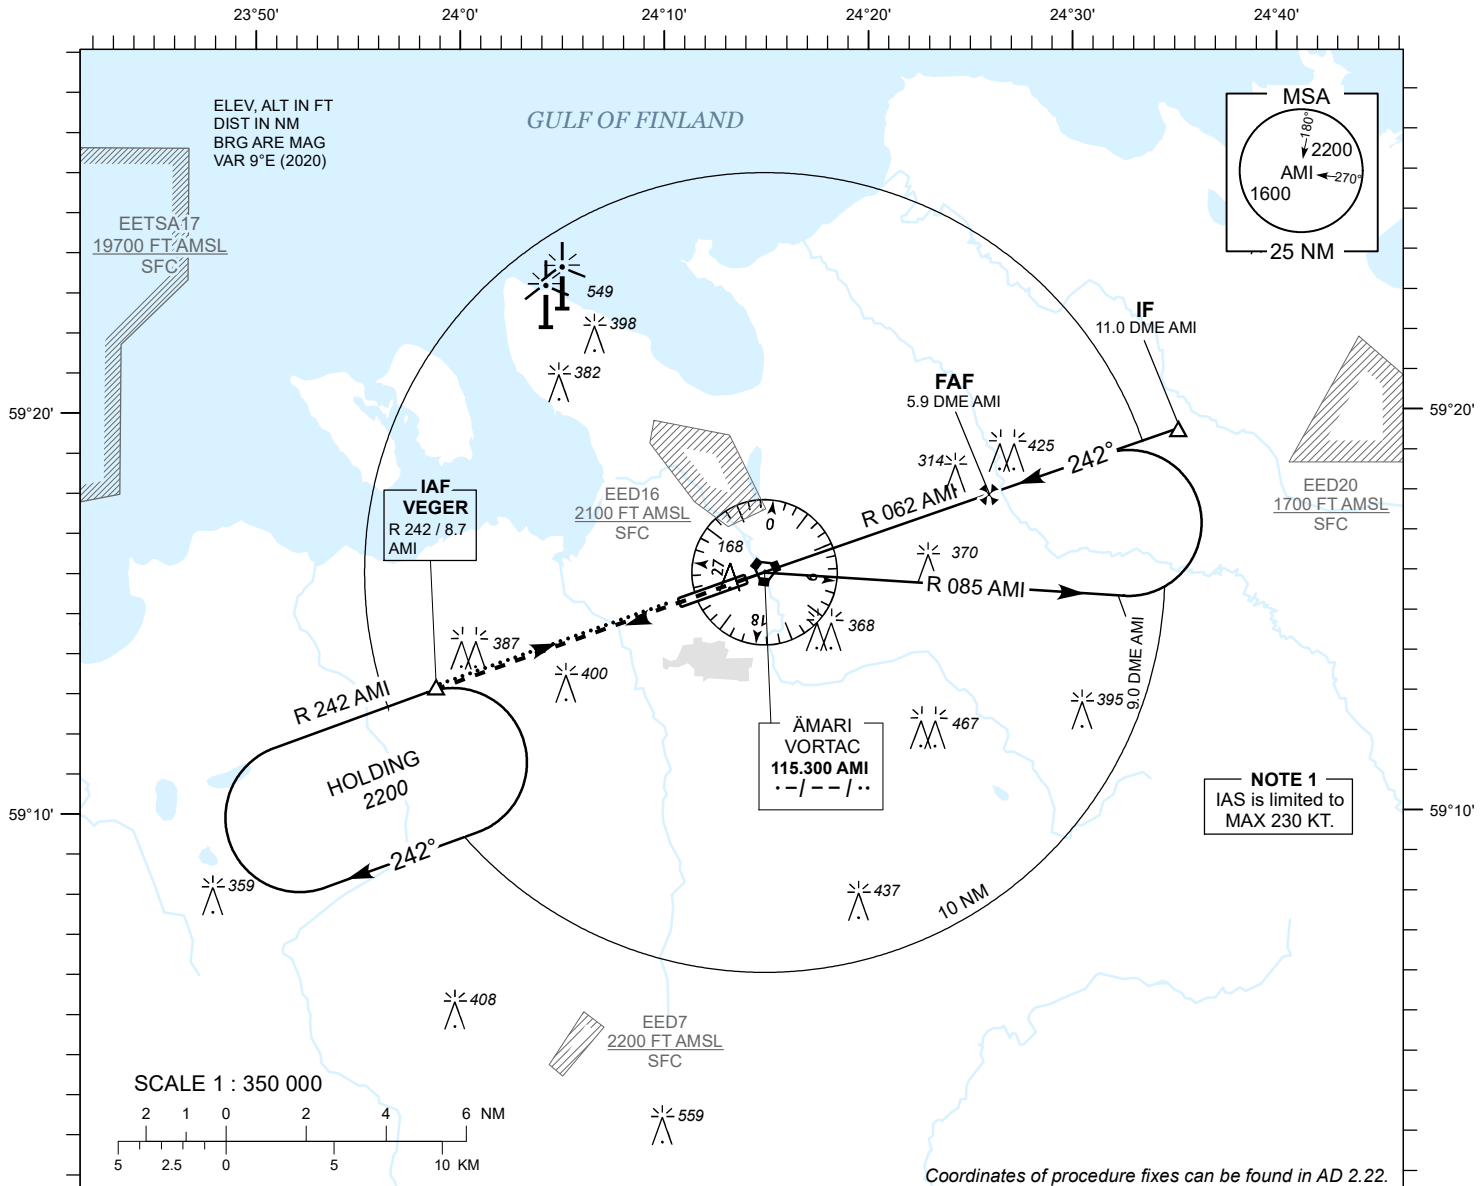 23°50'
24°0'
24°10'
24°20'
24°30'
24°40'
ELEV, ALT IN FT
DIST IN NM
BRG ARE MAG
VAR 9°E (2020)
GULF OF FINLAND
MSA
180°
2200
AMI
270°
1600
25 NM
EETSA17
19700 FT AMSL
SFC
549
398
382
IF
11.0 DME AMI
FAF
5.9 DME AMI
59°20'
59°20'
425
314
242°
IAF
VEGER
R 242 / 8.7
AMI
EED16
2100 FT AMSL
SFC
EED20
1700 FT AMSL
SFC
R 062 AMI
0
168
27
9
18
370
R 085 AMI
368
387
400
9.0 DME AMI
395
R 242 AMI
467
ÄMARI
VORTAC
115.300 AMI
· – / – – / · ·
HOLDING
2200
NOTE 1
IAS is limited to
MAX 230 KT.
59°10'
59°10'
242°
359
437
10 NM
408
EED7
2200 FT AMSL
SFC
SCALE 1 : 350 000
2 1 0 2 4 6 NM
5 2.5 0 5 10 KM
559
Coordinates of procedure fixes can be found in AD 2.22.